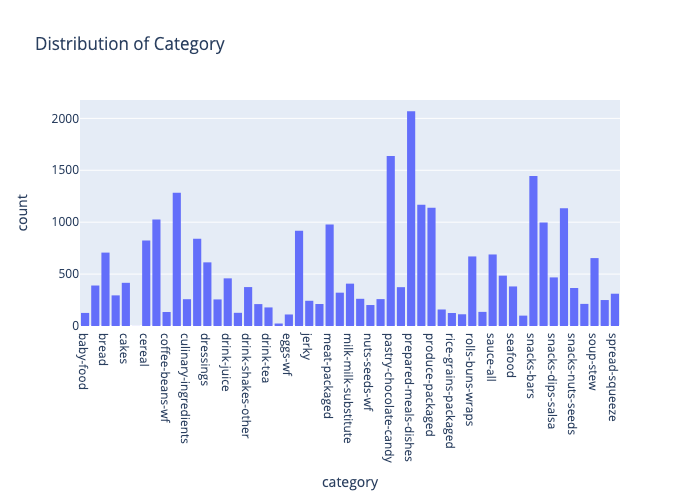 Distribution of Category
2000
1500
1000
500
0
count
baby-food
bread
cakes
cereal
coffee-beans-wf
culinary-ingredients
dressings
drink-juice
drink-shakes-other
drink-tea
eggs-wf
jerky
meat-packaged
milk-milk-substitute
nuts-seeds-wf
pastry-chocolate-candy
prepared-meals-dishes
produce-packaged
rice-grains-packaged
rolls-buns-wraps
sauce-all
seafood
snacks-bars
snacks-dips-salsa
snacks-nuts-seeds
soup-stew
spread-squeeze
category